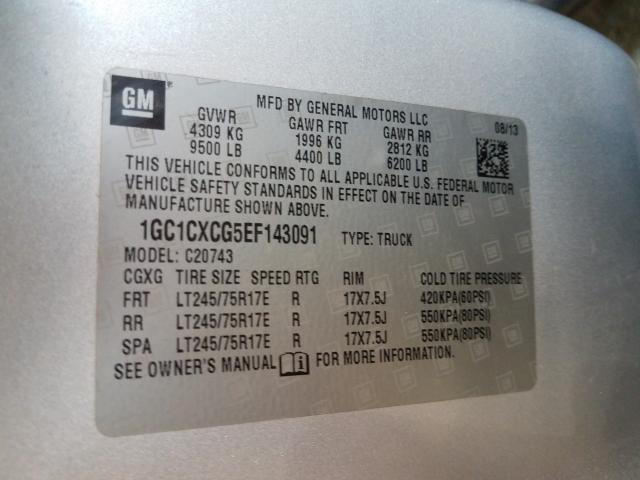 GM
MFD BY GENERAL MOTORS LLC
08/13
GVWR GAWR FRT GAWR RR
4309 KG 1996 KG 2812 KG
9500 LB 4400 LB 6200 LB
THIS VEHICLE CONFORMS TO ALL APPLICABLE U.S. FEDERAL MOTOR
VEHICLE SAFETY STANDARDS IN EFFECT ON THE DATE OF
MANUFACTURE SHOWN ABOVE.
1GC1CXCG5EF143091 TYPE: TRUCK
MODEL: C20743
CGXG TIRE SIZE SPEED RTG RIM COLD TIRE PRESSURE
FRT LT245/75R17E R 17X7.5J 420KPA(60PSI)
RR LT245/75R17E R 17X7.5J 550KPA(80PSI)
SPA LT245/75R17E R 17X7.5J 550KPA(80PSI)
SEE OWNER'S MANUAL FOR MORE INFORMATION.